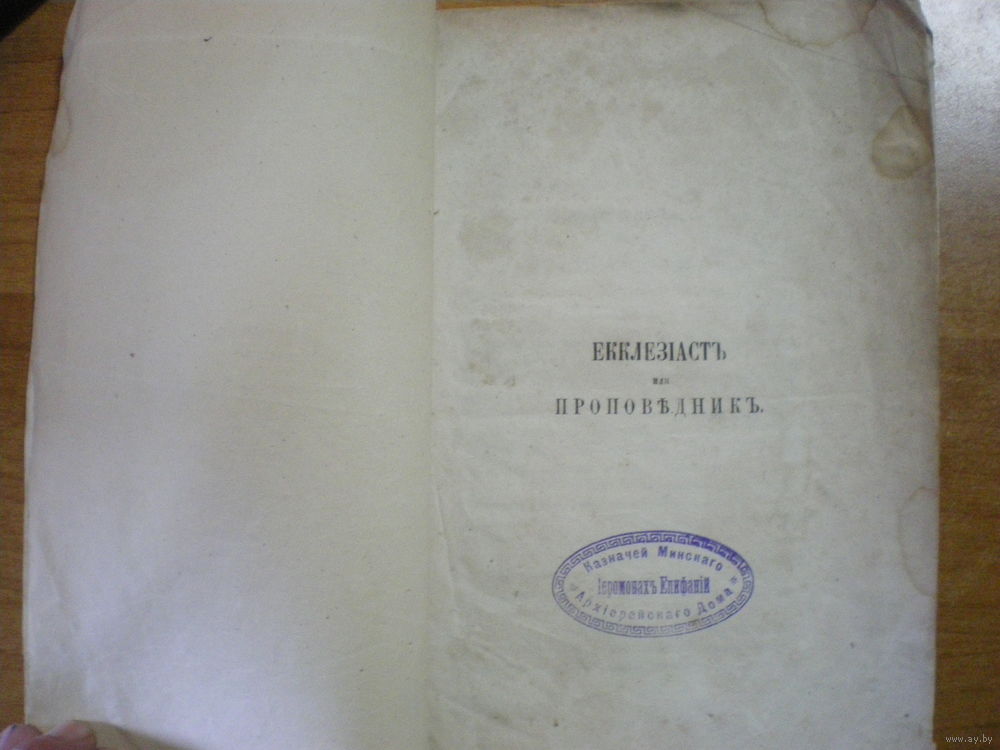 ЕККЛЕЗІАСТЪ
или
ПРОПОВѢДНИКЪ.
Казначей Минскаго
Іеромонахъ Епифаній
Архіерейскаго Дома
www.ay.by